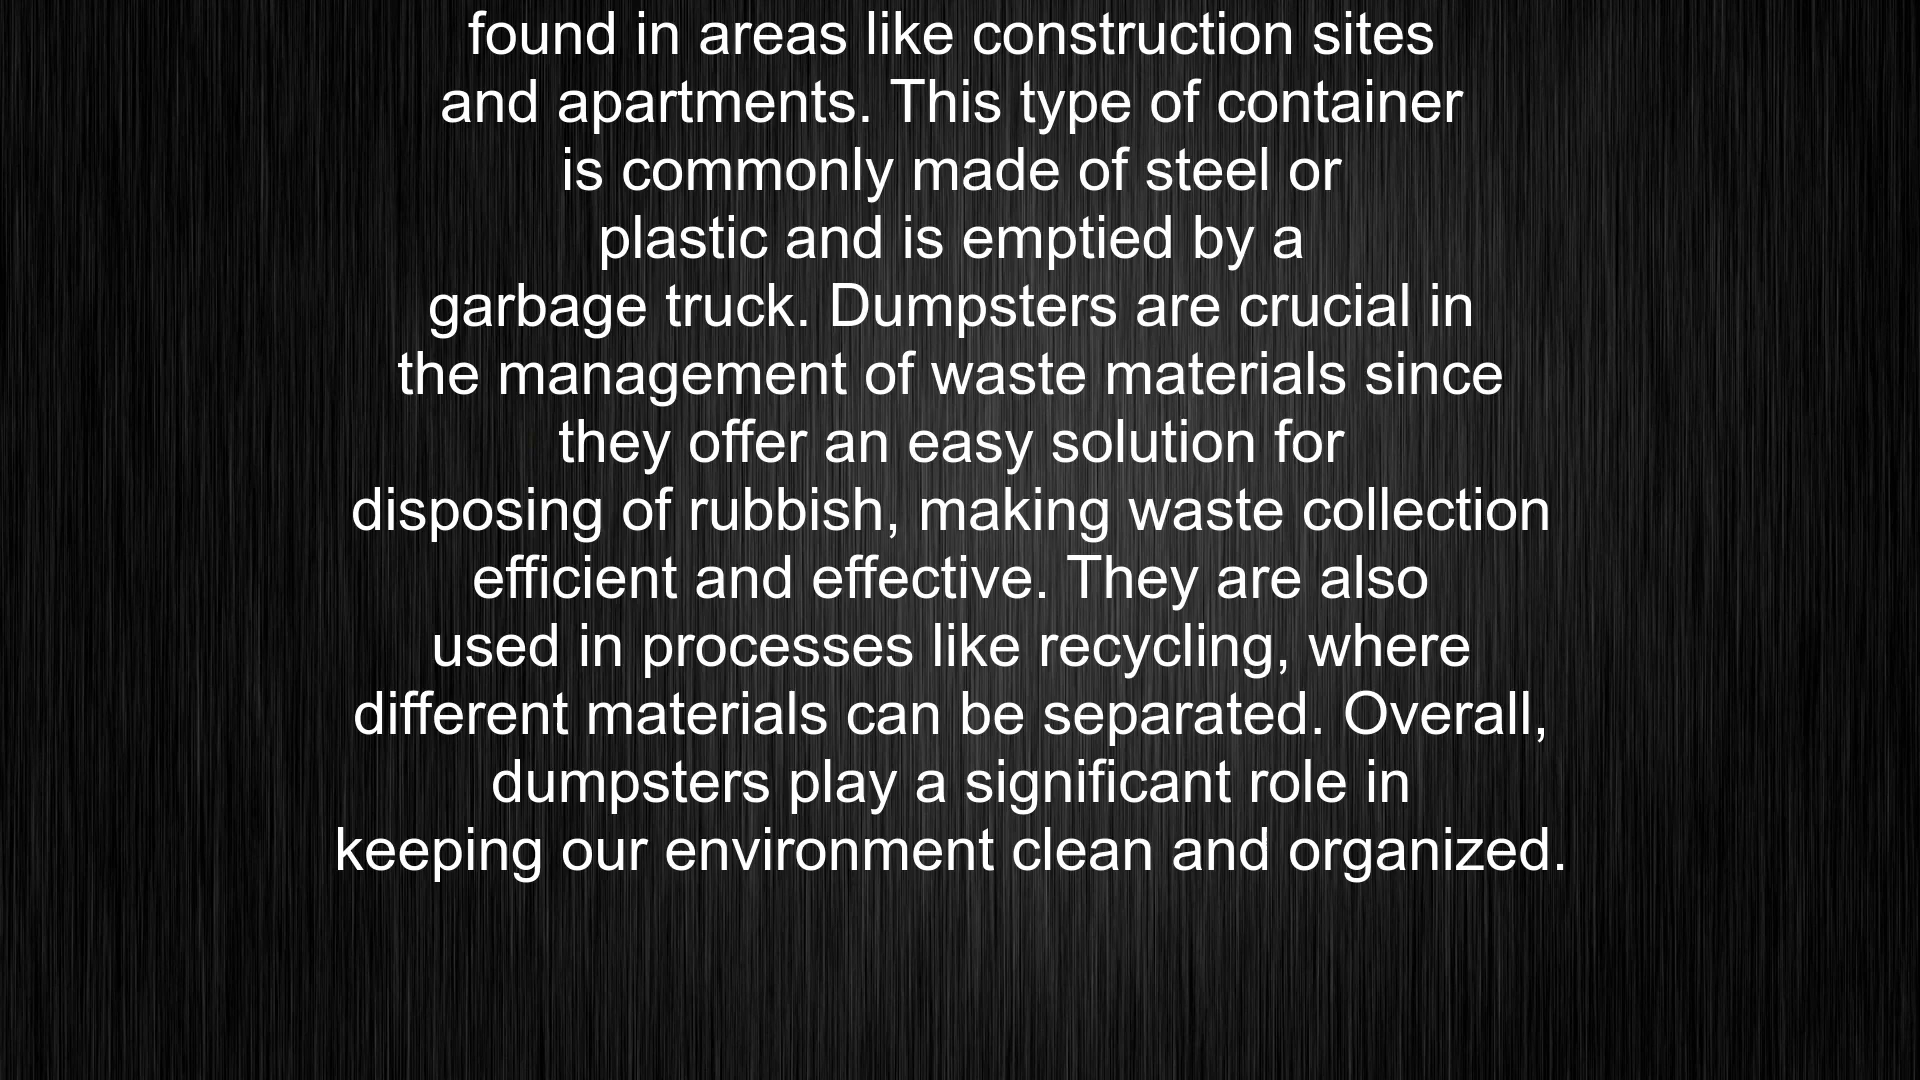 found in areas like construction sites
and apartments. This type of container
is commonly made of steel or
plastic and is emptied by a
garbage truck. Dumpsters are crucial in
the management of waste materials since
they offer an easy solution for
disposing of rubbish, making waste collection
efficient and effective. They are also
used in processes like recycling, where
different materials can be separated. Overall,
dumpsters play a significant role in
keeping our environment clean and organized.